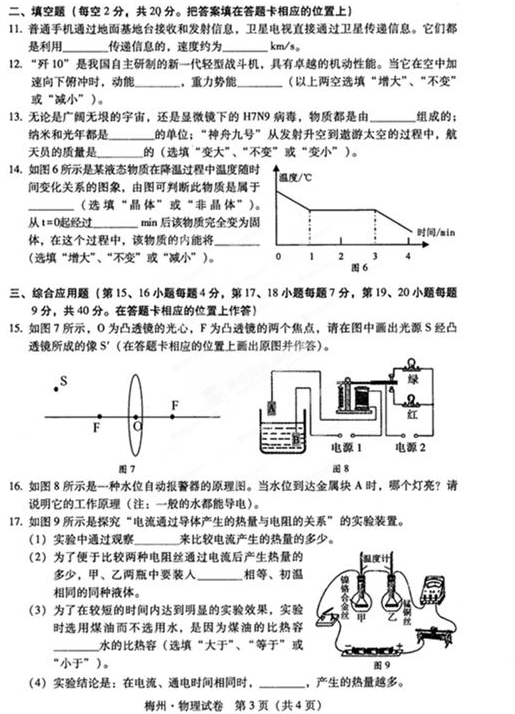 二、填空题（每空2分，共20分。把答案填在答题卡相应的位置上）
11. 普通手机通过地面基地台接收和发射信息，卫星电视直接通过卫星传递信息。它们都
是利用________传递信息的，速度约为________km/s。
12. “歼10”是我国自主研制的新一代轻型战斗机，具有卓越的机动性能。当它在空中加
速向下俯冲时，动能________，重力势能________（以上两空选填“增大”、“不变”
或“减小”）。
13. 无论是广阔无垠的宇宙，还是显微镜下的H7N9病毒，物质都是由________组成的；
纳米和光年都是________的单位；“神舟九号”从发射升空到遨游太空的过程中，航
天员的质量是________的（选填“变大”、“不变”或“变小”）。
14. 如图6所示是某液态物质在降温过程中温度随时
间变化关系的图象，由图可判断此物质是属于
________（选填“晶体”或“非晶体”）。
从t=0起经过________min后该物质完全变为固
体，在这个过程中，该物质的内能将________
（选填“增大”、“不变”或“减小”）。
温度/℃
时间/min
0 1 2 3 4
图6
三、综合应用题（第15、16小题每题4分，第17、18小题每题7分，第19、20小题每题
9分，共40分。在答题卡相应的位置上作答）
15. 如图7所示，O为凸透镜的光心，F为凸透镜的两个焦点，请在图中画出光源S经凸
透镜所成的像S′（在答题卡相应的位置上画出原图并作答）。
S
F
O
F
图7
A
B
绿
红
电源1
电源2
图8
16. 如图8所示是一种水位自动报警器的原理图。当水位到达金属块A时，哪个灯亮？请
说明它的工作原理（注：一般的水都能导电）。
17. 如图9所示是探究“电流通过导体产生的热量与电阻的关系”的实验装置。
(1) 实验中通过观察________来比较电流产生的热量的多少。
(2) 为了便于比较两种电阻丝通过电流后产生热量的
多少，甲、乙两瓶中要装入________相等、初温
相同的同种液体。
(3) 为了在较短的时间内达到明显的实验效果，实验
时选用煤油而不选用水，是因为煤油的比热容
________水的比热容（选填“大于”、“等于”或
“小于”）。
(4) 实验结论是：在电流、通电时间相同时，________，产生的热量越多。
温度计
镍铬合金丝
甲
乙
锰铜丝
图9
梅州·物理试卷 第3页（共4页）